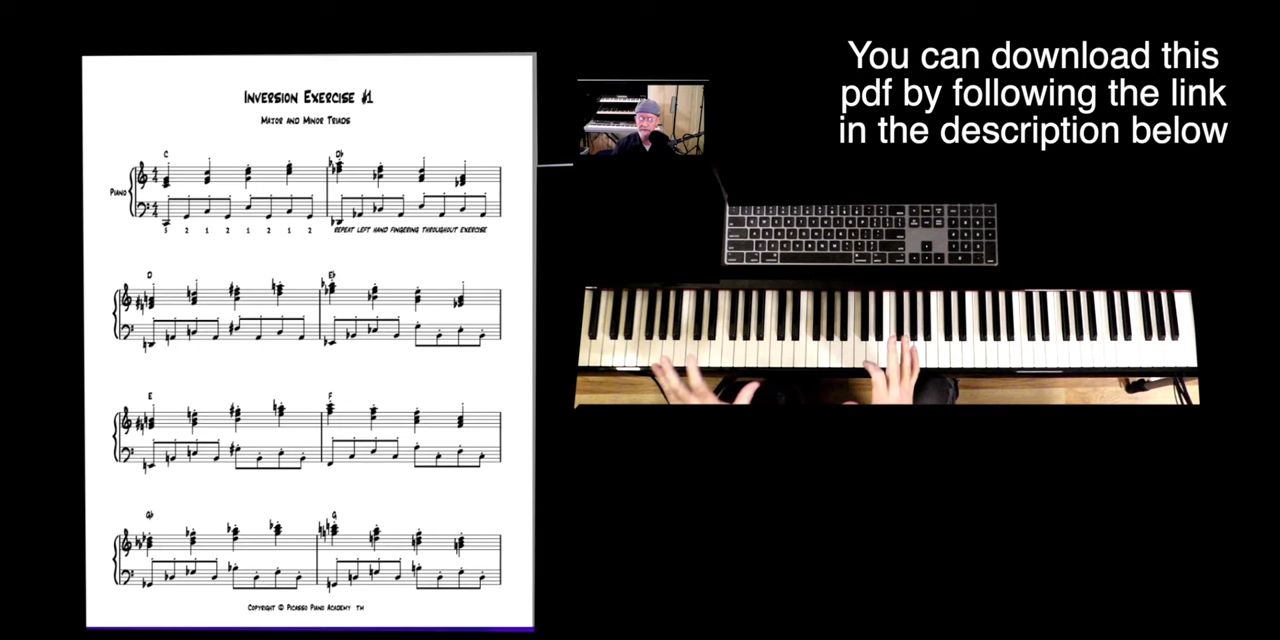 Inversion Exercise #1
Major and Minor Triads
C D♭
Piano
5 2 1 2 1 2 1 2 Repeat left hand fingering throughout exercise
D E♭
E F
G♭ G
Copyright © Picasso Piano Academy TM
You can download this
pdf by following the link
in the description below